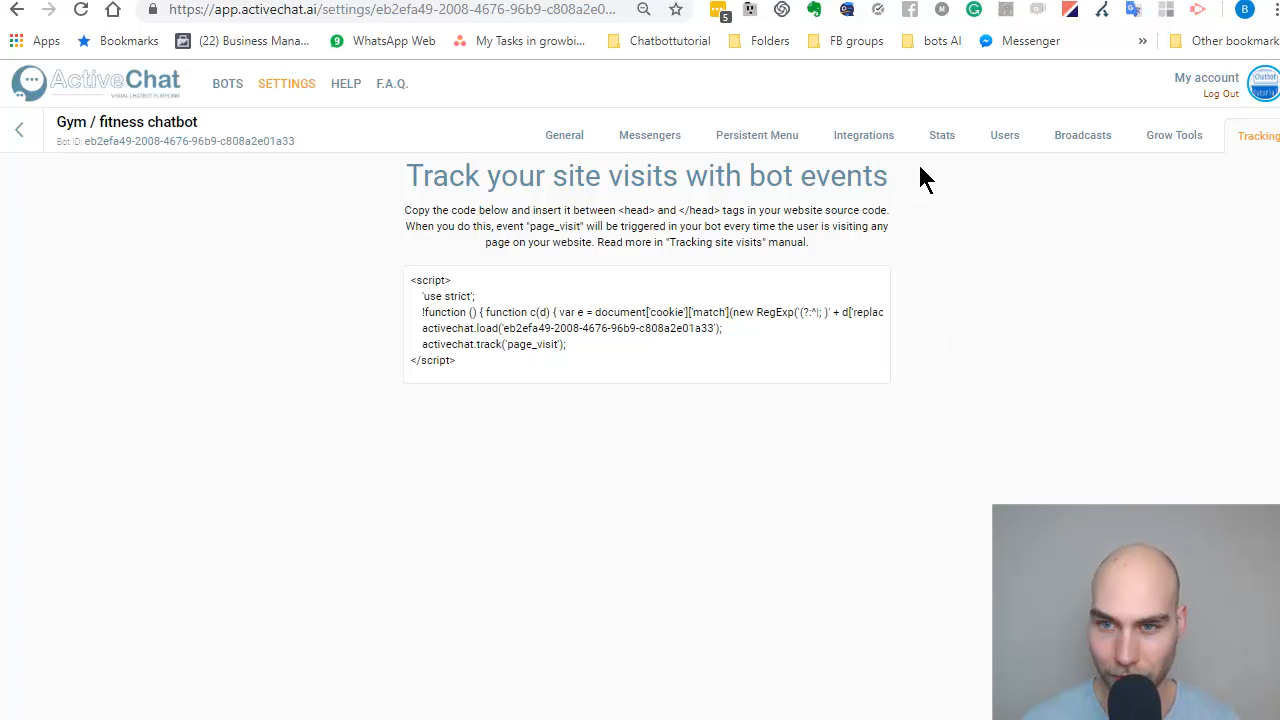 https://app.activechat.ai/settings/eb2efa49-2008-4676-96b9-c808a2e0...
5
Apps
Bookmarks
(22) Business Mana...
WhatsApp Web
My Tasks in growbi...
Chatbottutorial
Folders
FB groups
bots AI
Messenger
»
Other bookmark
ActiveChat
VISUAL CHATBOT PLATFORM
BOTS
SETTINGS
HELP
F.A.Q.
My account
Log Out
Gym / fitness chatbot
Bot ID: eb2efa49-2008-4676-96b9-c808a2e01a33
General
Messengers
Persistent Menu
Integrations
Stats
Users
Broadcasts
Grow Tools
Tracking
Track your site visits with bot events
Copy the code below and insert it between <head> and </head> tags in your website source code.
When you do this, event "page_visit" will be triggered in your bot every time the user is visiting any
page on your website. Read more in "Tracking site visits" manual.
<script>
'use strict';
!function () { function c(d) { var e = document['cookie']['match'](new RegExp('(?:^|; )' + d['replac
activechat.load('eb2efa49-2008-4676-96b9-c808a2e01a33');
activechat.track('page_visit');
</script>